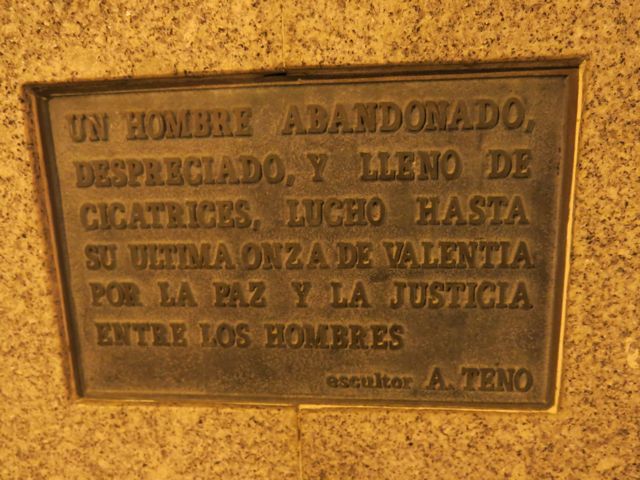 UN HOMBRE ABANDONADO,
DESPRECIADO, Y LLENO DE
CICATRICES, LUCHO HASTA
SU ULTIMA ONZA DE VALENTIA
POR LA PAZ Y LA JUSTICIA
ENTRE LOS HOMBRES
escultor A. TENO